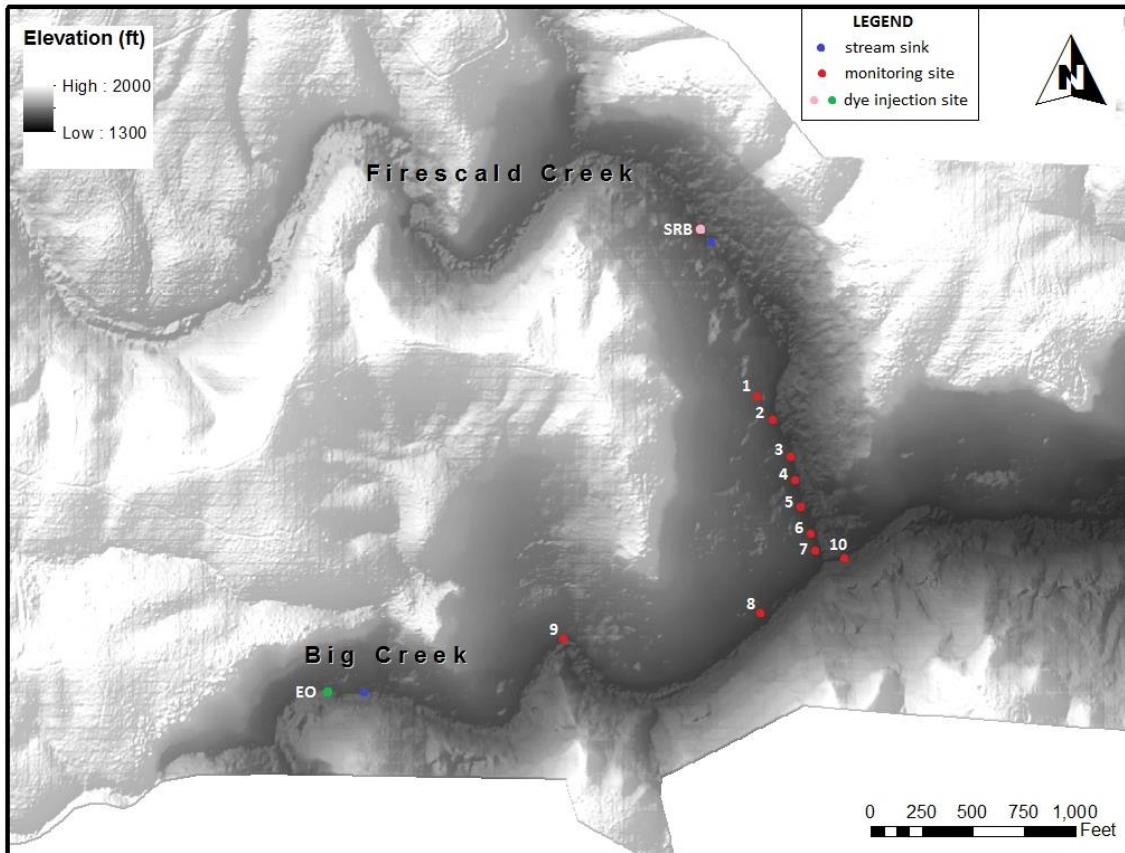 Elevation (ft)
High : 2000
Low : 1300
LEGEND
stream sink
monitoring site
dye injection site
N
Firescald Creek
SRB
1
2
3
4
5
6
7
10
8
9
Big Creek
EO
0 250 500 750 1,000
Feet